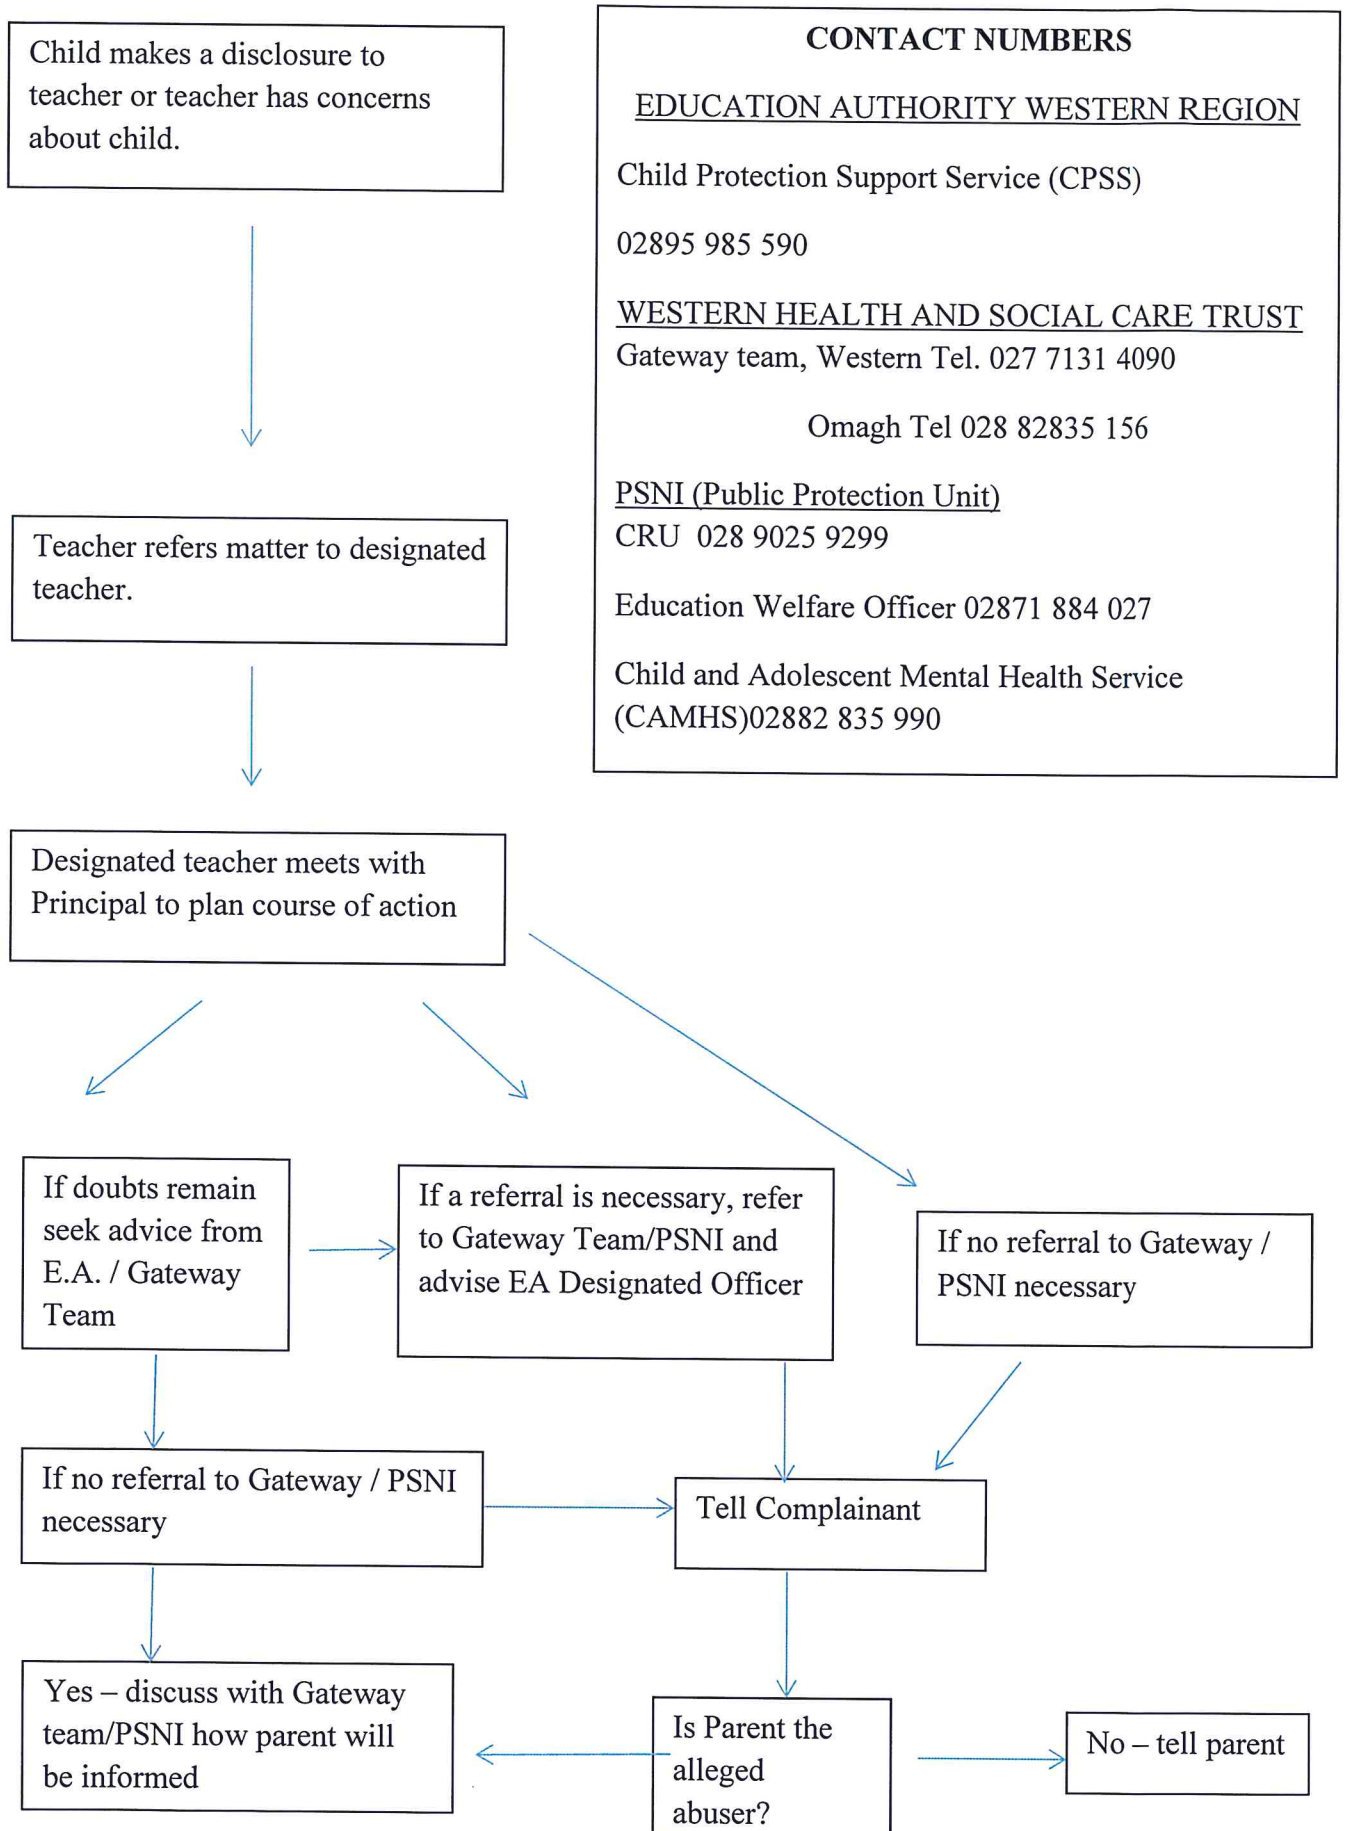 Child makes a disclosure to
teacher or teacher has concerns
about child.
CONTACT NUMBERS
EDUCATION AUTHORITY WESTERN REGION
Child Protection Support Service (CPSS)
02895 985 590
WESTERN HEALTH AND SOCIAL CARE TRUST
Gateway team, Western Tel. 027 7131 4090
Omagh Tel 028 82835 156
PSNI (Public Protection Unit)
CRU  028 9025 9299
Education Welfare Officer 02871 884 027
Child and Adolescent Mental Health Service
(CAMHS)02882 835 990
Teacher refers matter to designated
teacher.
Designated teacher meets with
Principal to plan course of action
If doubts remain
seek advice from
E.A. / Gateway
Team
If a referral is necessary, refer
to Gateway Team/PSNI and
advise EA Designated Officer
If no referral to Gateway /
PSNI necessary
If no referral to Gateway / PSNI
necessary
Tell Complainant
Yes – discuss with Gateway
team/PSNI how parent will
be informed
Is Parent the
alleged
abuser?
No – tell parent